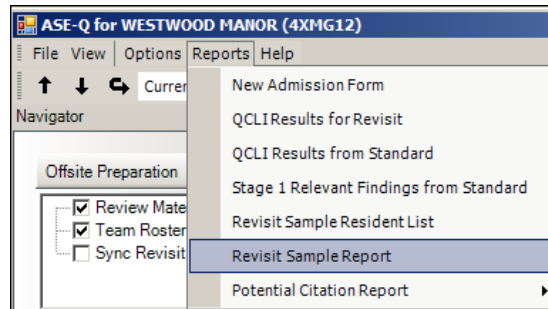 ASE-Q for WESTWOOD MANOR (4XMG12)
File View Options Reports Help
Curre
New Admission Form
Navigator
QCLI Results for Revisit
QCLI Results from Standard
Offsite Preparation
Stage 1 Relevant Findings from Standard
Review Mate
Revisit Sample Resident List
Team Roster
Sync Revisit
Revisit Sample Report
Potential Citation Report